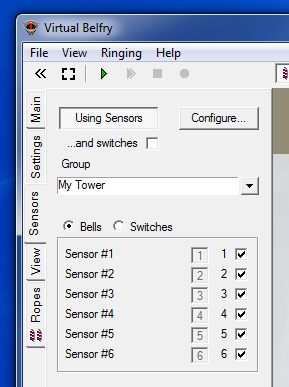 Virtual Belfry
File View Ringing Help
Main
Settings
Sensors
View
Ropes
Using Sensors Configure...
...and switches
Group
My Tower
Bells Switches
Sensor #1 1 1
Sensor #2 2 2
Sensor #3 3 3
Sensor #4 4 4
Sensor #5 5 5
Sensor #6 6 6